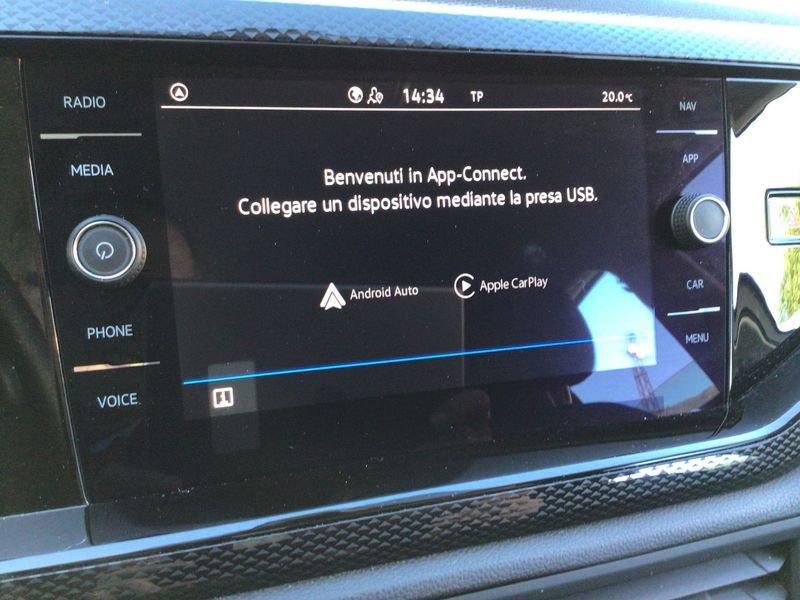 RADIO
MEDIA
PHONE
VOICE
14:34 TP 20.0°C
Benvenuti in App-Connect.
Collegare un dispositivo mediante la presa USB.
Android Auto Apple CarPlay
i
NAV
APP
CAR
MENU